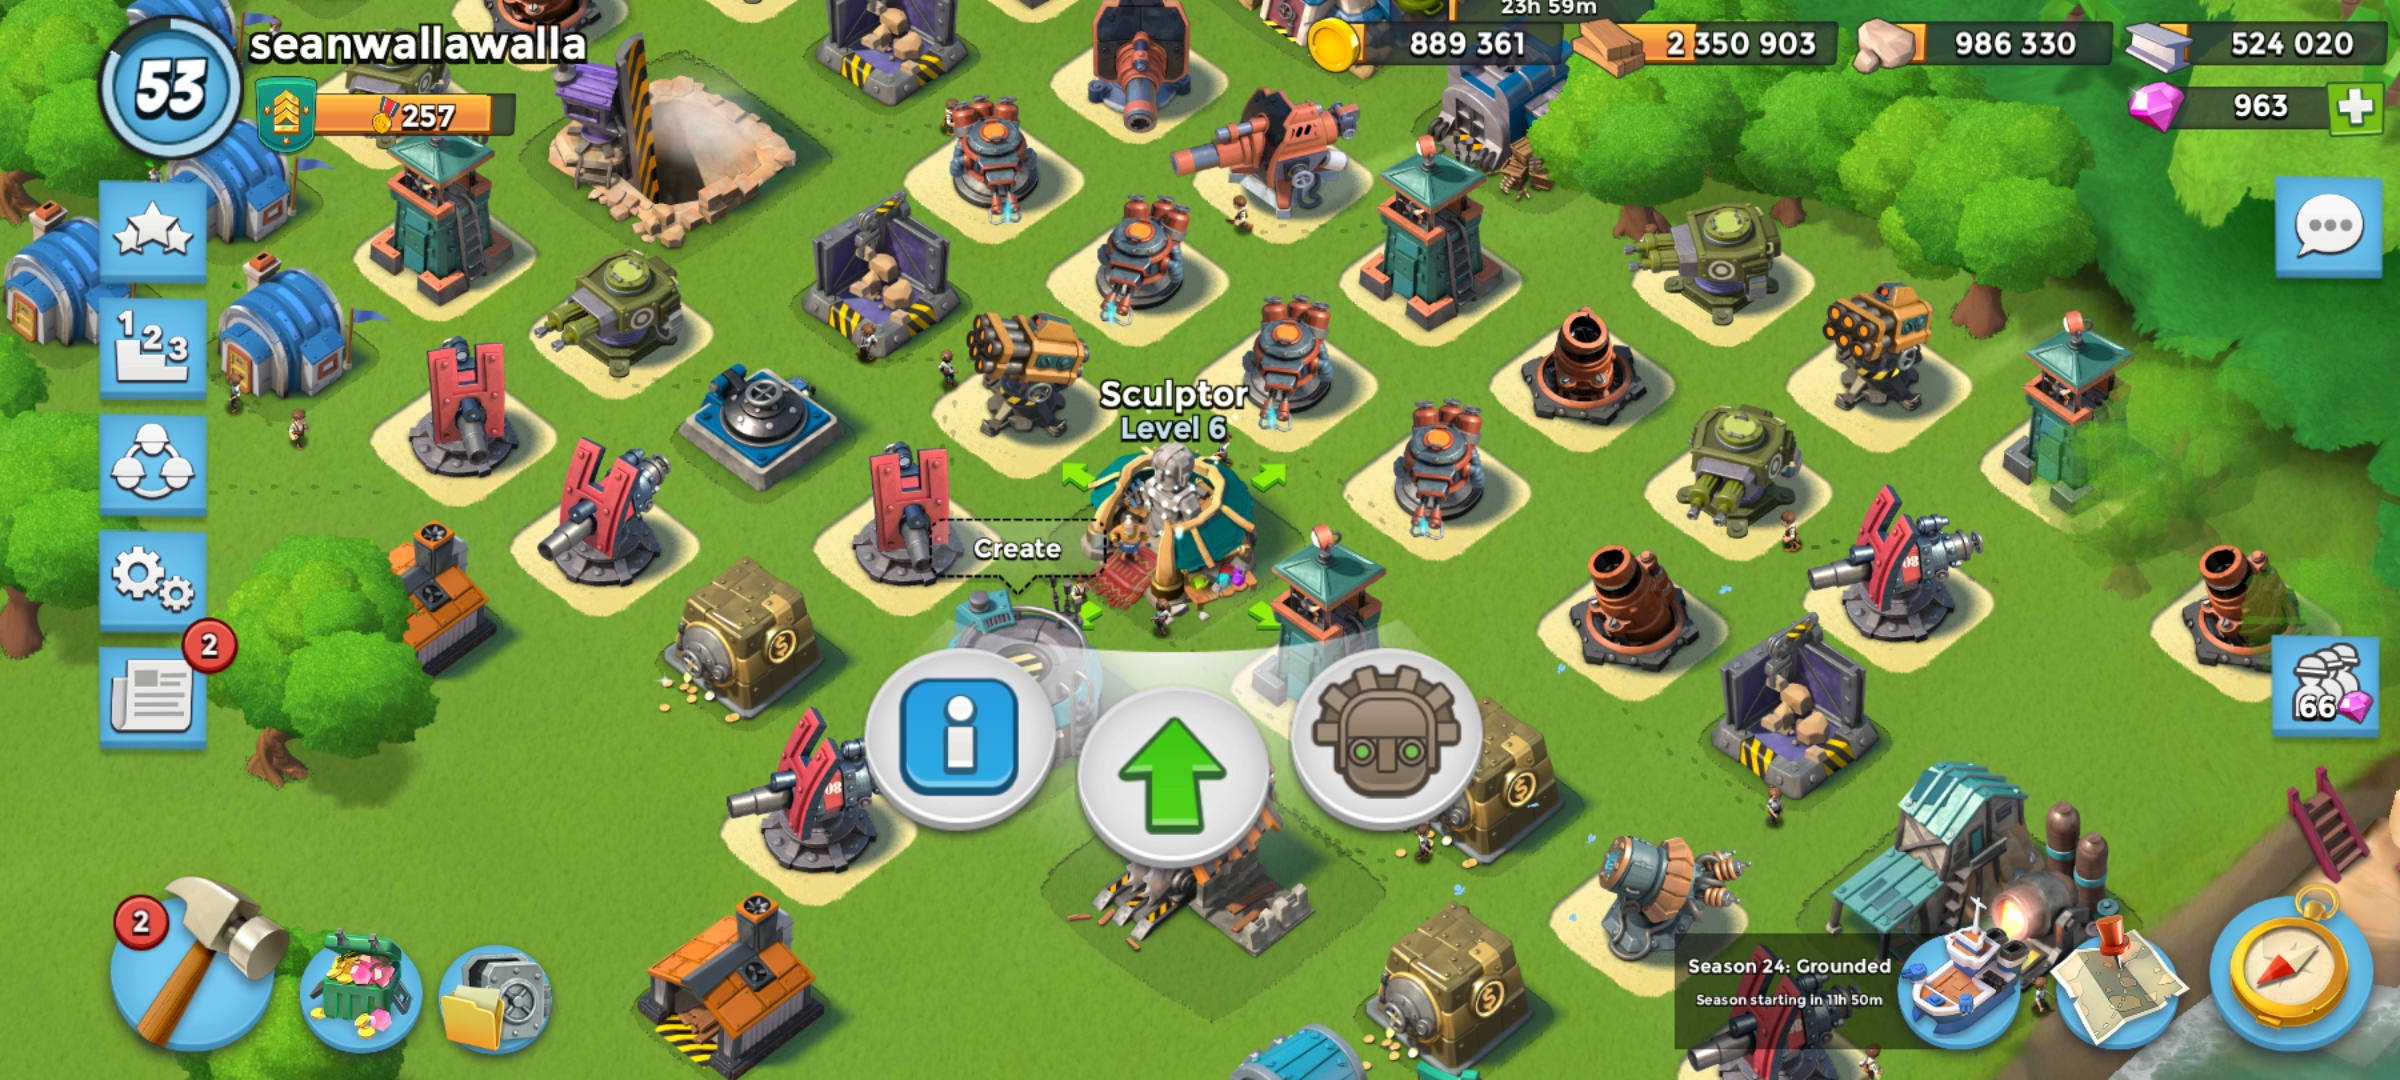 23h 59m
53
seanwallawalla
257
889 361
2 350 903
986 330
524 020
963
123
Sculptor
Level 6
Create
2
66
2
Season 24: Grounded
Season starting in 11h 50m